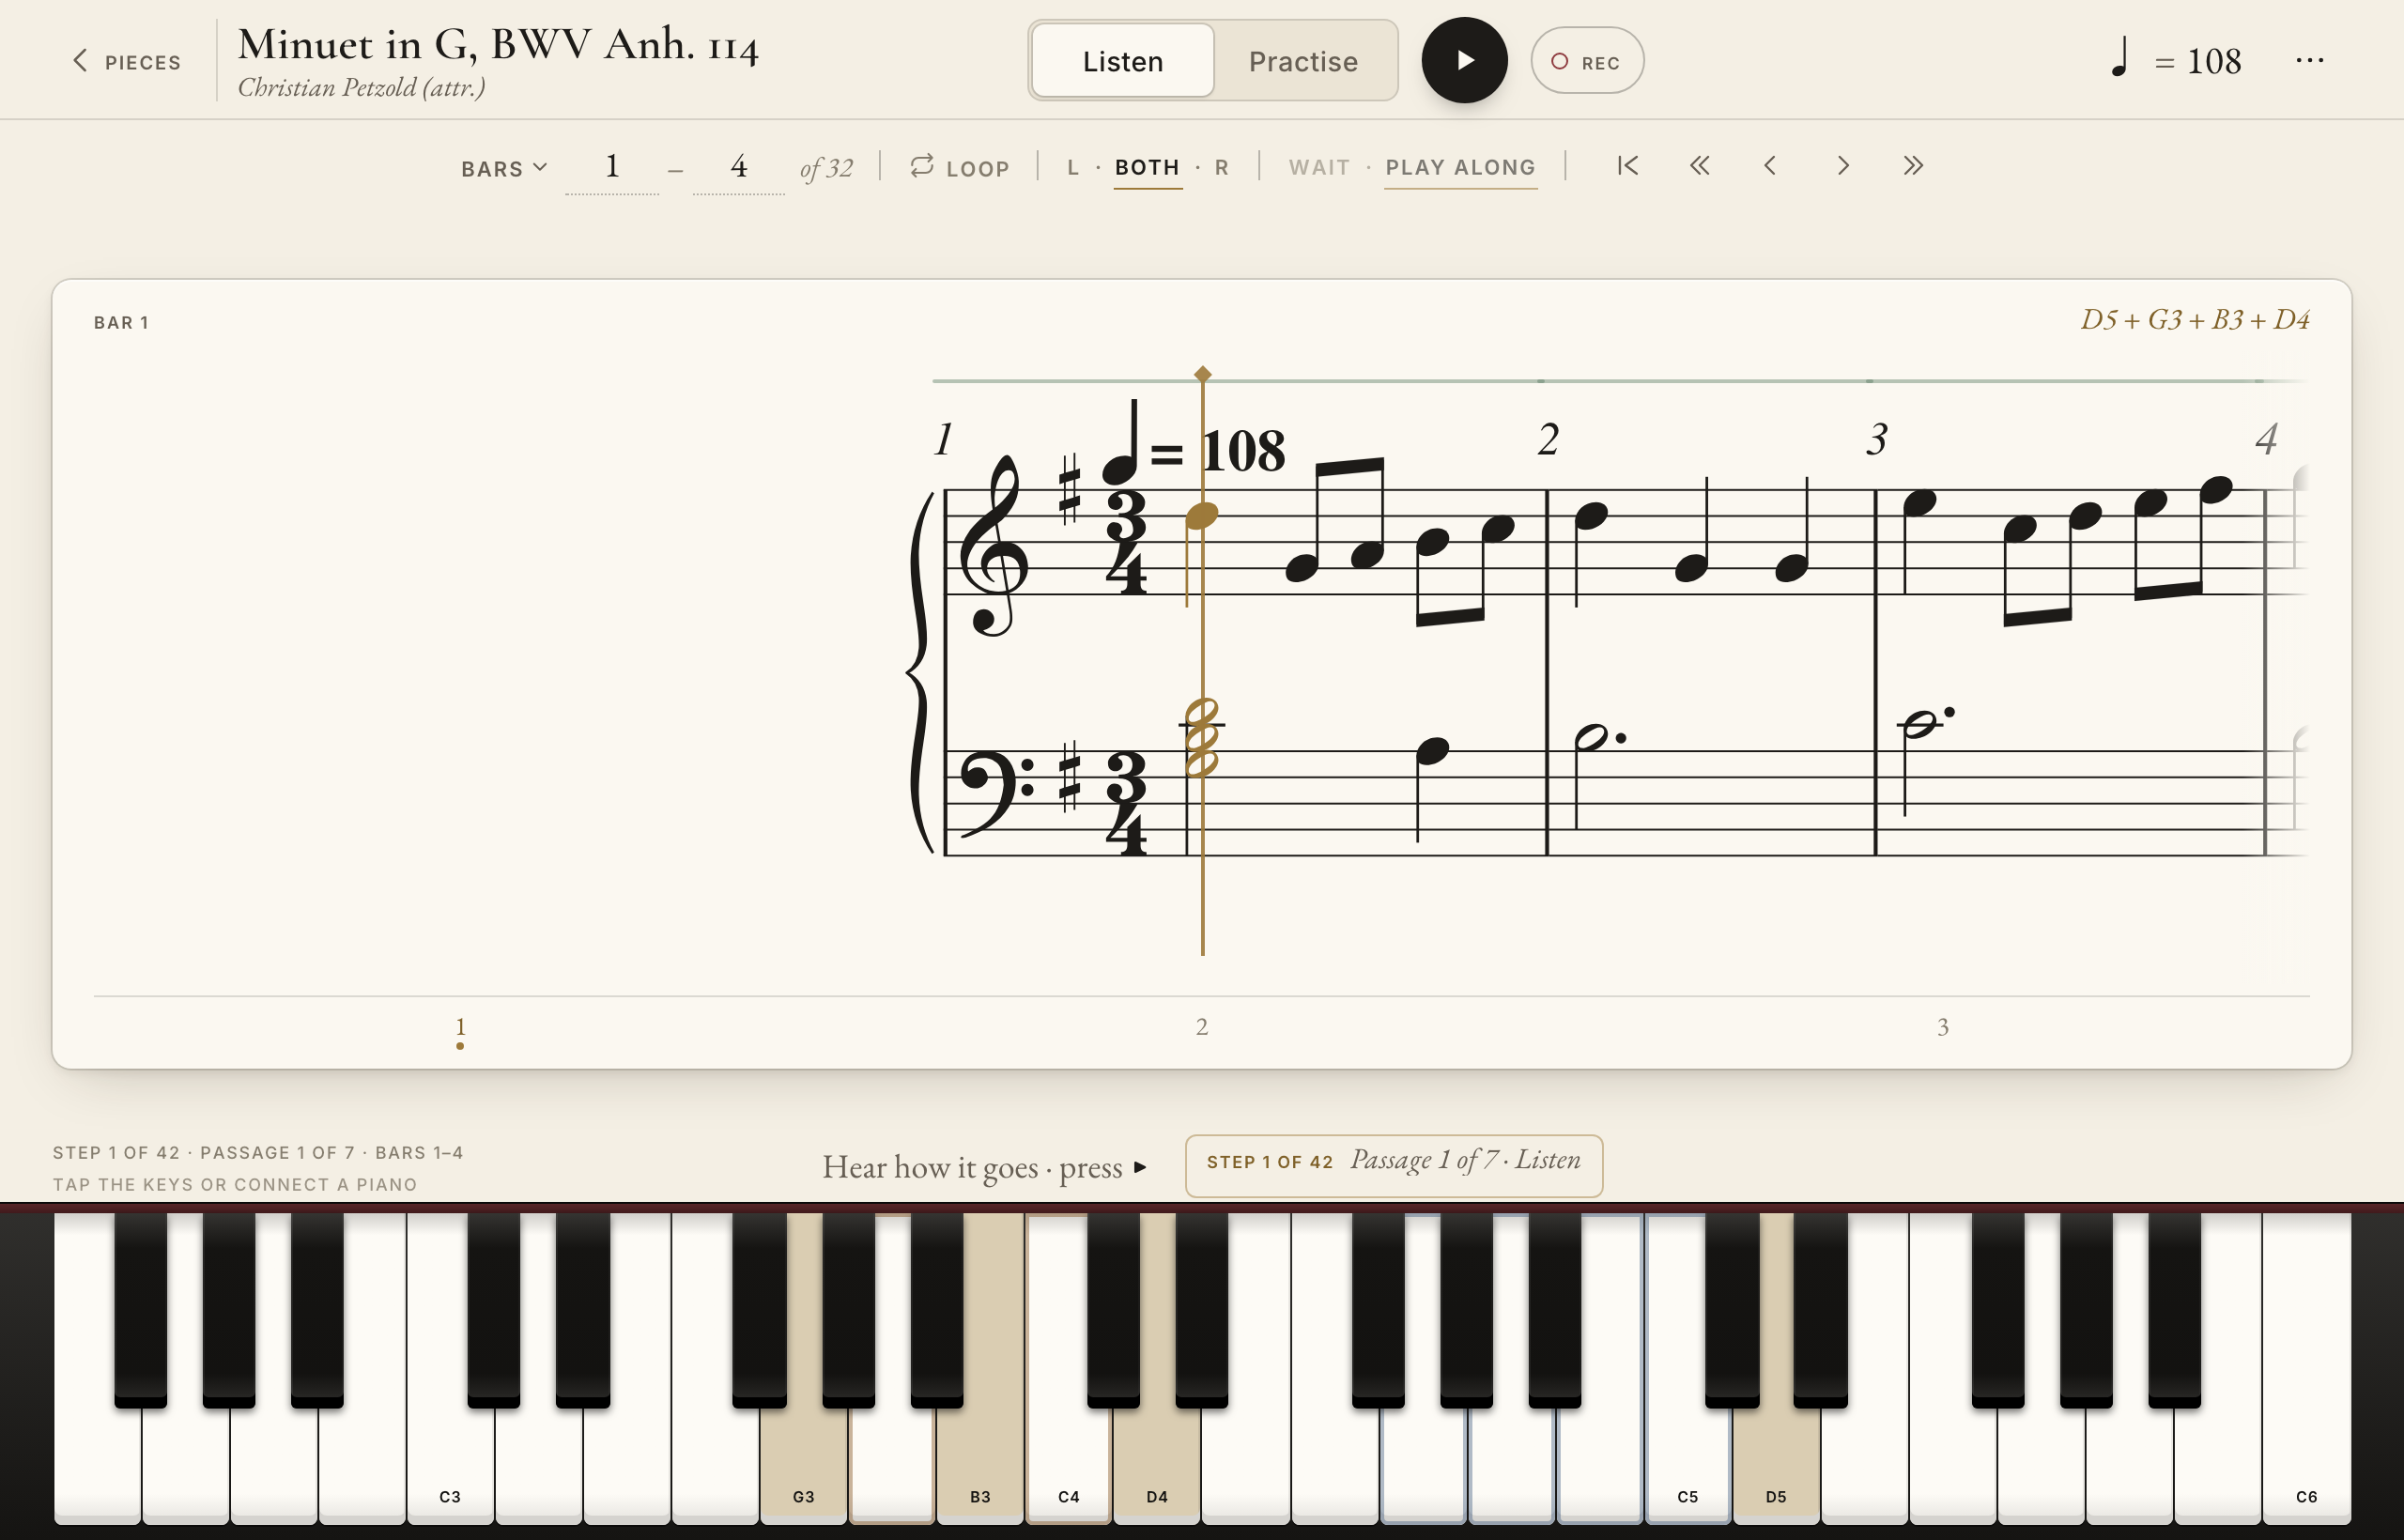 PIECES
Minuet in G, BWV Anh. 114
Christian Petzold (attr.)
Listen
Practise
REC
= 108
...
BARS 1 – 4 of 32
LOOP
L · BOTH · R
WAIT · PLAY ALONG
BAR 1
D5 + G3 + B3 + D4
1
= 108
2
3
4
3
4
3
4
1
2
3
STEP 1 OF 42 · PASSAGE 1 OF 7 · BARS 1–4
TAP THE KEYS OR CONNECT A PIANO
Hear how it goes · press ▸
STEP 1 OF 42 Passage 1 of 7 · Listen
C3
G3
B3
C4
D4
C5
D5
C6